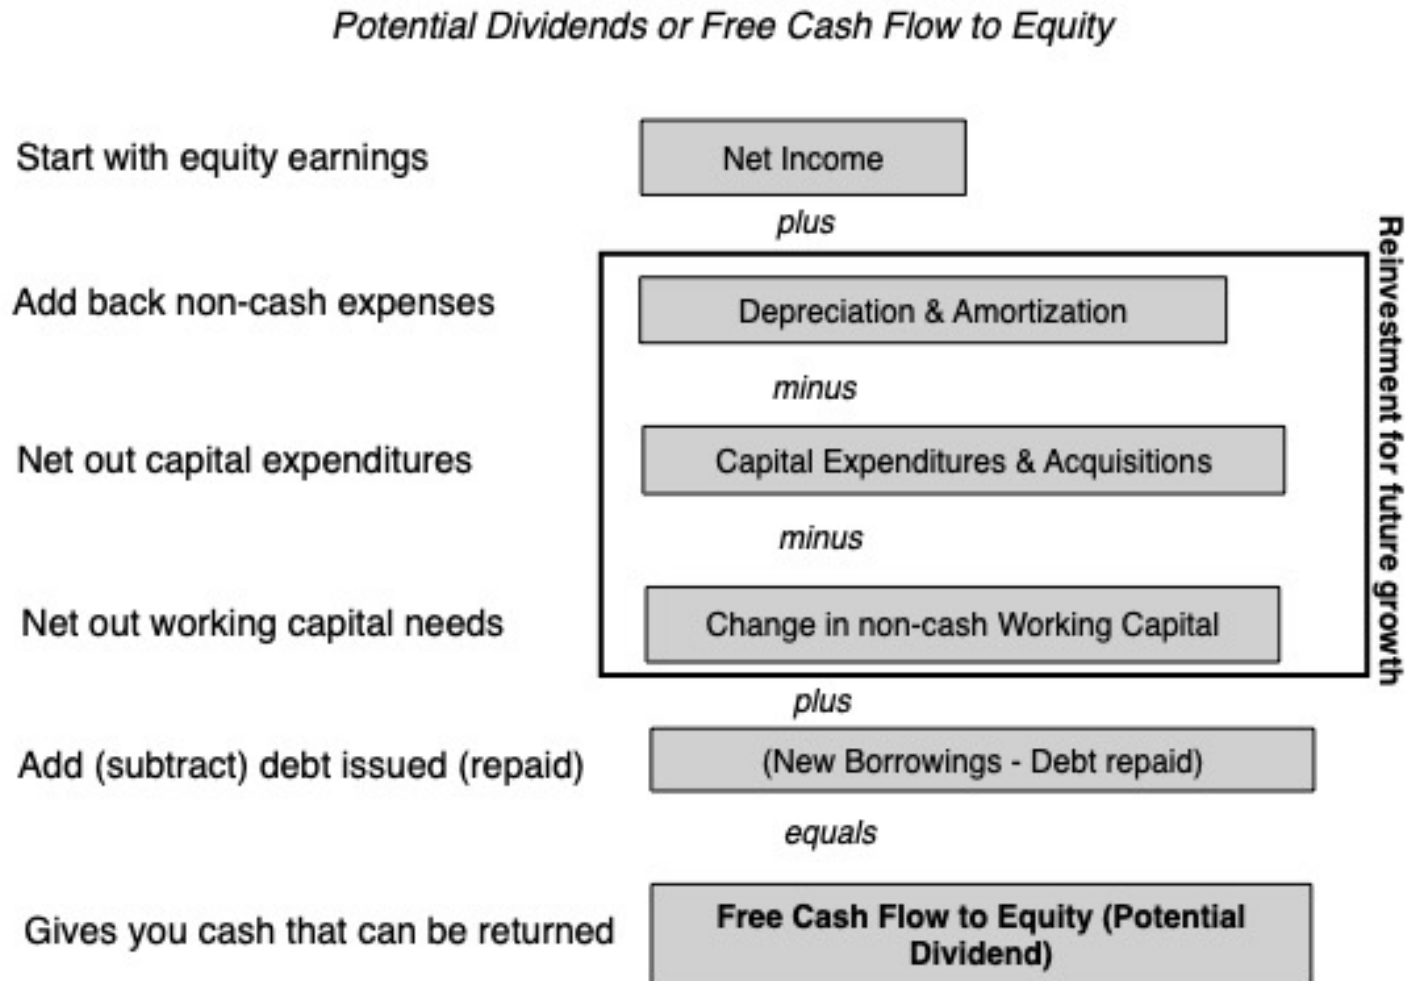 Potential Dividends or Free Cash Flow to Equity
Start with equity earnings
Net Income
plus
Add back non-cash expenses
Depreciation & Amortization
minus
Net out capital expenditures
Capital Expenditures & Acquisitions
minus
Net out working capital needs
Change in non-cash Working Capital
Reinvestment for future growth
plus
Add (subtract) debt issued (repaid)
(New Borrowings - Debt repaid)
equals
Gives you cash that can be returned
Free Cash Flow to Equity (Potential
Dividend)